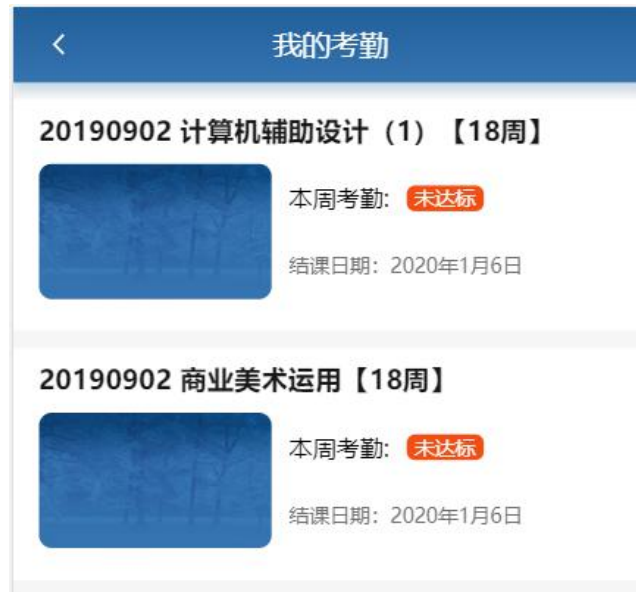 我的考勤
20190902 计算机辅助设计（1）【18周】
本周考勤: 未达标
结课日期：2020年1月6日
20190902 商业美术运用【18周】
本周考勤: 未达标
结课日期：2020年1月6日